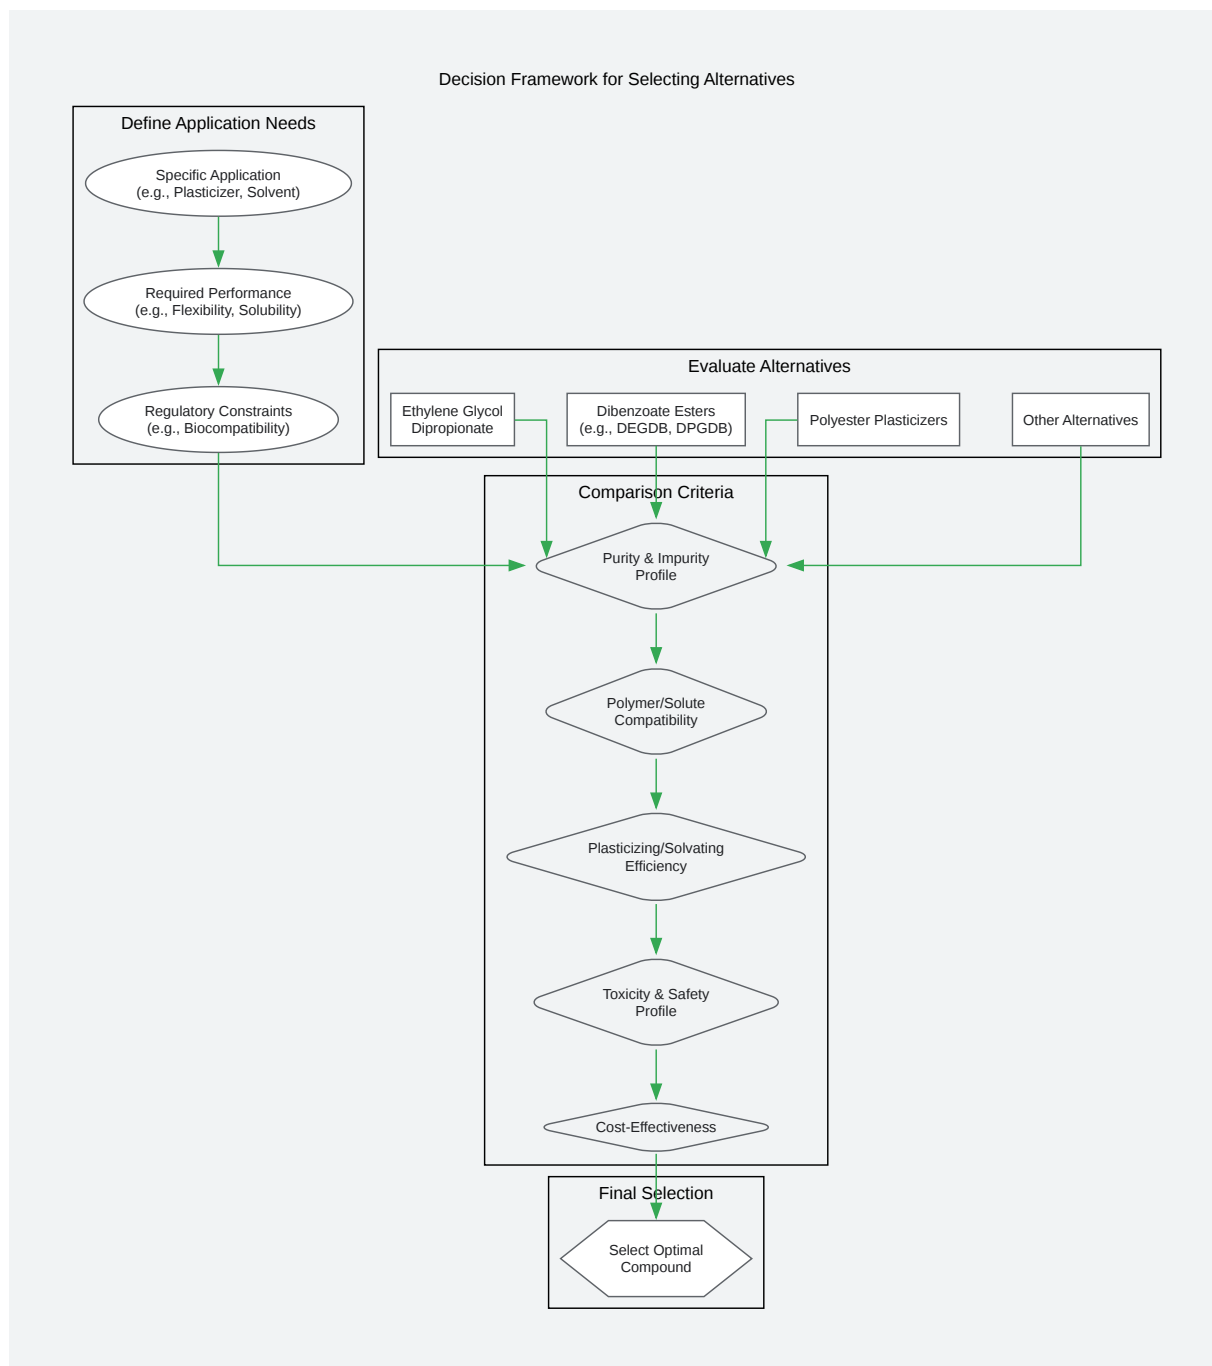 Decision Framework for Selecting Alternatives
Define Application Needs
Specific Application
(e.g., Plasticizer, Solvent)
Required Performance
(e.g., Flexibility, Solubility)
Regulatory Constraints
(e.g., Biocompatibility)
Evaluate Alternatives
Ethylene Glycol
Dipropionate
Dibenzoate Esters
(e.g., DEGDB, DPGDB)
Polyester Plasticizers
Other Alternatives
Comparison Criteria
Purity & Impurity
Profile
Polymer/Solute
Compatibility
Plasticizing/Solvating
Efficiency
Toxicity & Safety
Profile
Cost-Effectiveness
Final Selection
Select Optimal
Compound